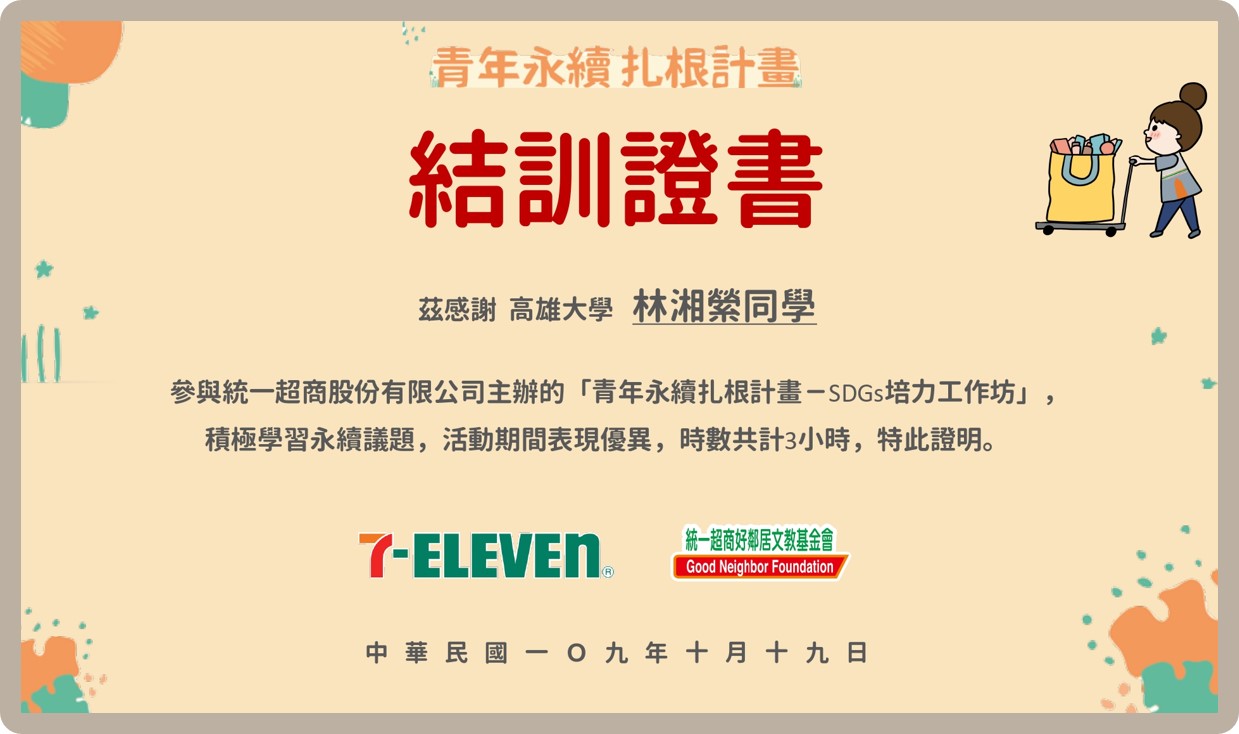 青年永續 扎根計畫
結訓證書
茲感謝 高雄大學 林湘縈同學
參與統一超商股份有限公司主辦的「青年永續扎根計畫－SDGs培力工作坊」，
積極學習永續議題，活動期間表現優異，時數共計3小時，特此證明。
7-ELEVEn®
統一超商好鄰居文教基金會
Good Neighbor Foundation
中華民國一〇九年十月十九日